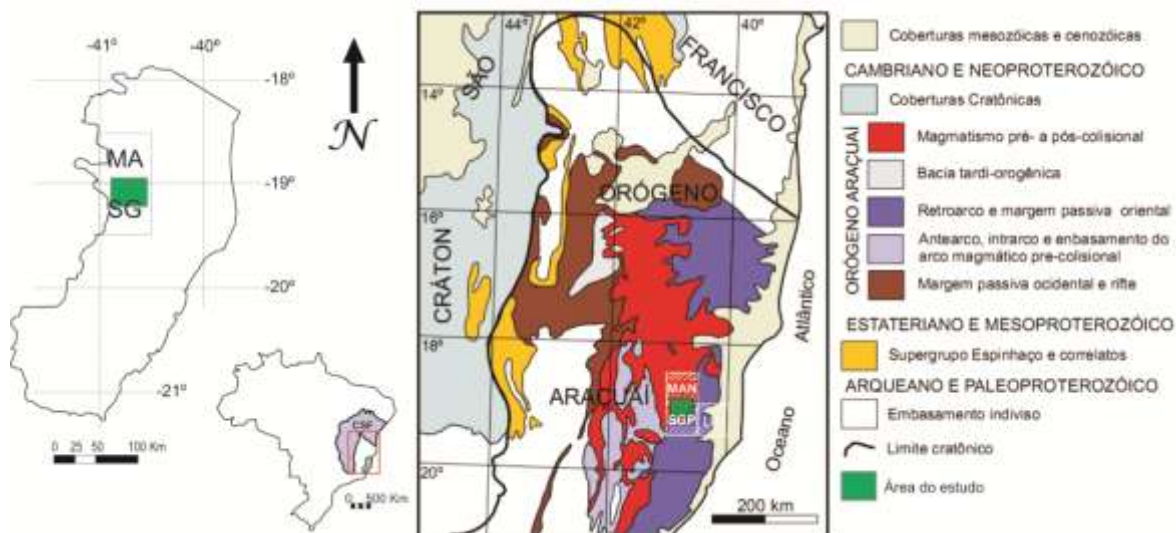 -41º
-40º
-18º
MA
-19º
SG
-20º
-21º
N
0 25 50 100 Km
CSF
0 500 Km
44º
42º
40º
SÃO
FRANCISCO
14º
ORÓGENO
16º
CRÁTON
Atlântico
18º
ARAÇUAÍ
MAN
SGP
Oceano
20º
200 km
Coberturas mesozóicas e cenozóicas
CAMBRIANO E NEOPROTEROZÓICO
Coberturas Cratônicas
ORÓGENO ARAÇUAÍ
Magmatismo pré- a pós-colisional
Bacia tardi-orogênica
Retroarco e margem passiva oriental
Antearco, intrarco e enbasamento do
arco magmático pre-colisional
Margem passiva ocidental e rifte
ESTATERIANO E MESOPROTEROZÓICO
Supergrupo Espinhaço e correlatos
ARQUEANO E PALEOPROTEROZÓICO
Embasamento indiviso
Limite cratônico
Área do estudo